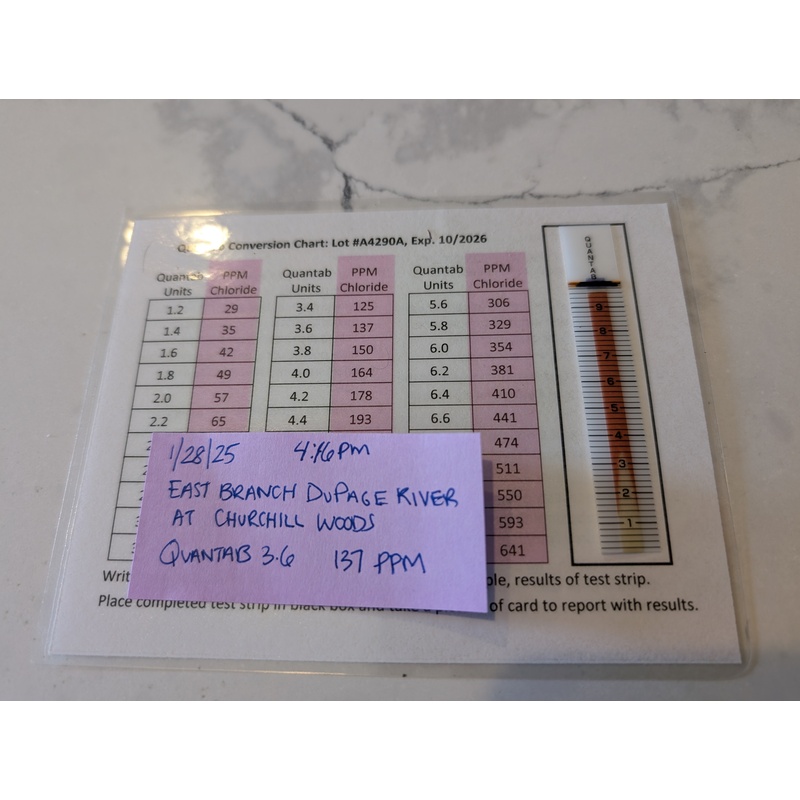 Conversion Chart: Lot #A4290A, Exp. 10/2026
Quantab Units PPM Chloride Quantab Units PPM Chloride Quantab Units PPM Chloride
1.2 29 3.4 125 5.6 306
1.4 35 3.6 137 5.8 329
1.6 42 3.8 150 6.0 354
1.8 49 4.0 164 6.2 381
2.0 57 4.2 178 6.4 410
2.2 65 4.4 193 6.6 441
474
511
550
593
641
1/28/25 4:16PM
EAST BRANCH DUPAGE RIVER
AT CHURCHILL WOODS
QUANTAB 3.6 137 PPM
results of test strip.
Place completed test strip in black box and take a of card to report with results.
QUANTAB
9
8
7
6
5
4
3
2
1